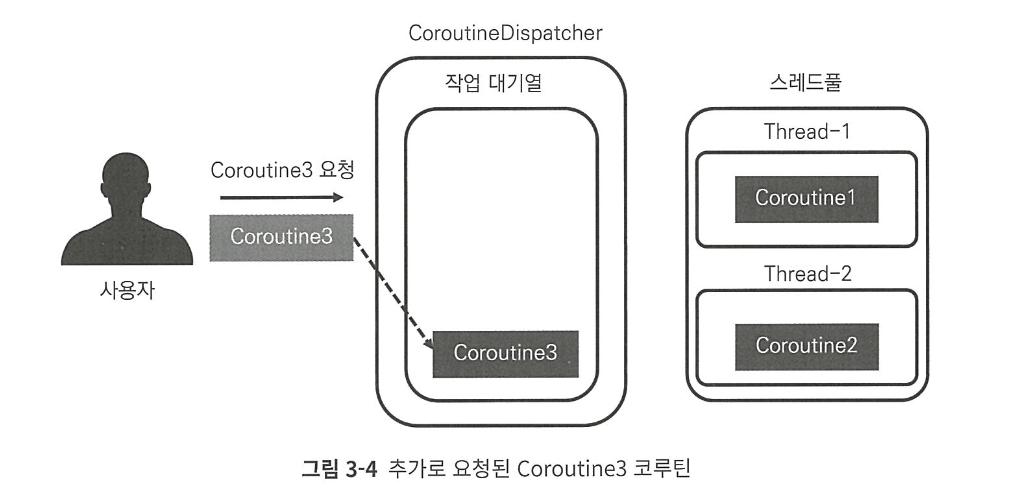 CoroutineDispatcher
작업 대기열
스레드풀
Thread-1
Coroutine3 요청
Coroutine1
Coroutine3
Thread-2
사용자
Coroutine3
Coroutine2
그림 3-4 추가로 요청된 Coroutine3 코루틴